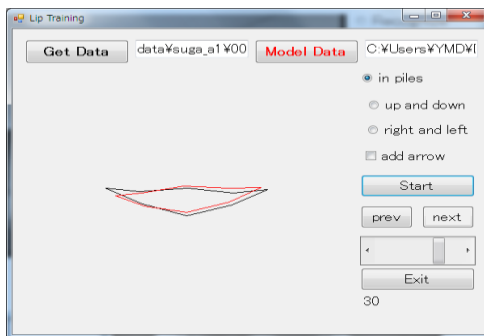 Lip Training
Get Data
data¥suga_a1¥00
Model Data
C:¥Users¥YMD¥
in piles
up and down
right and left
add arrow
Start
prev
next
Exit
30